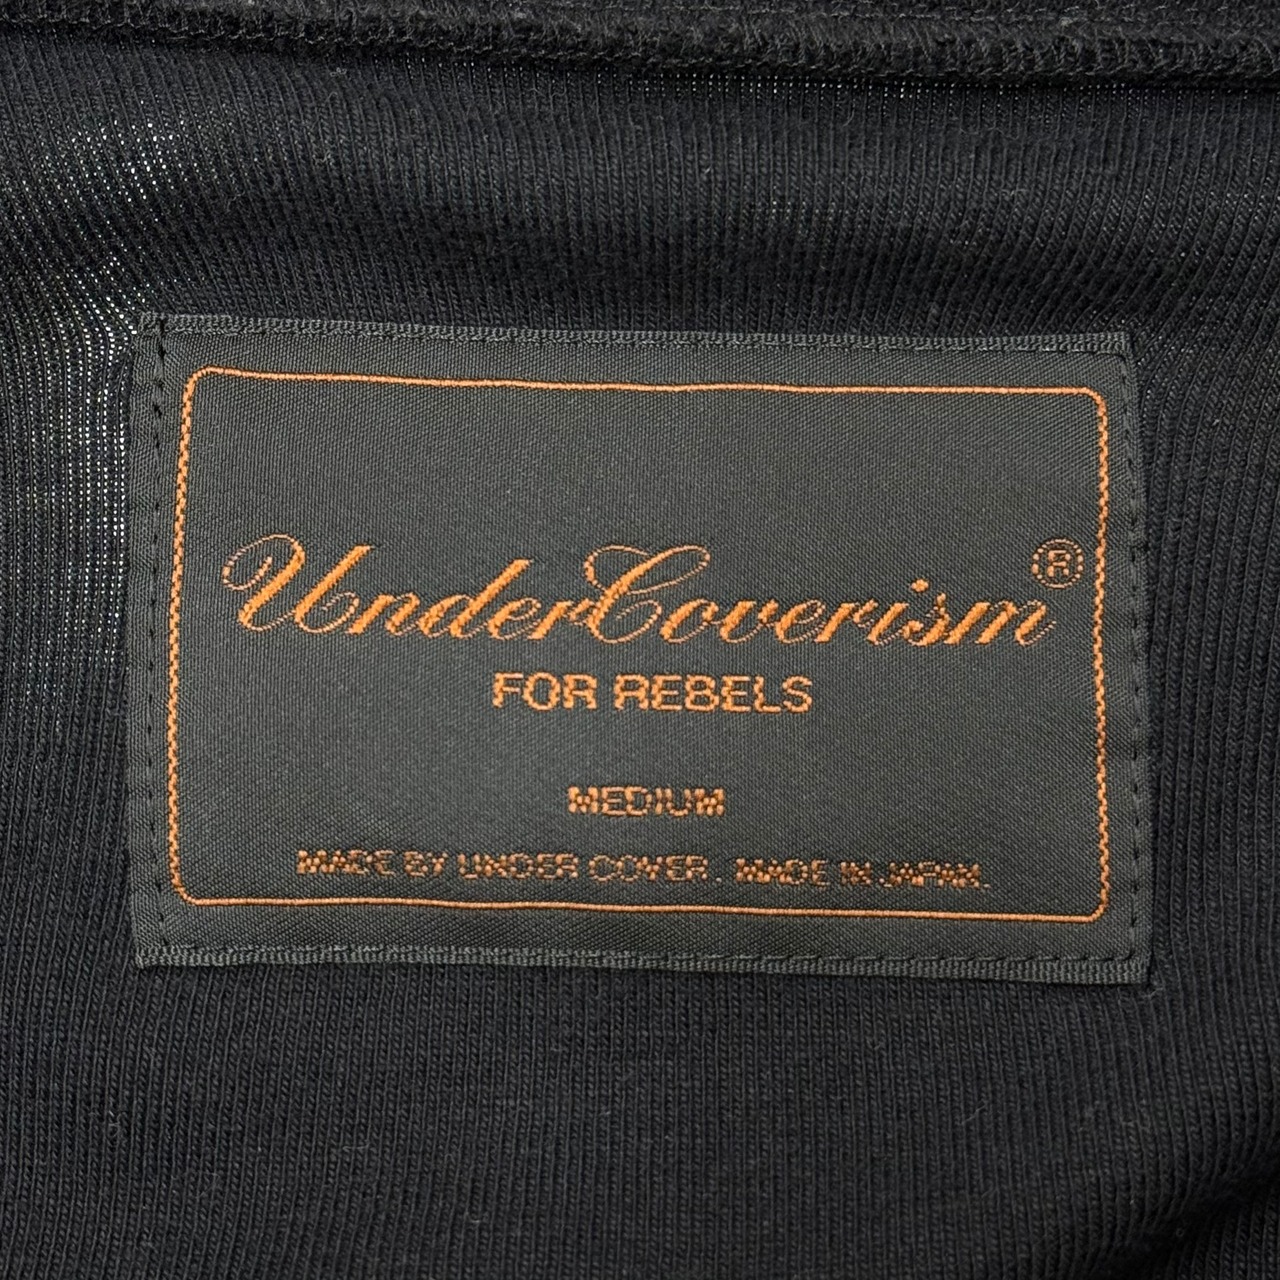 UnderCoverism®
FOR REBELS
MEDIUM
MADE BY UNDER COVER. MADE IN JAPAN.